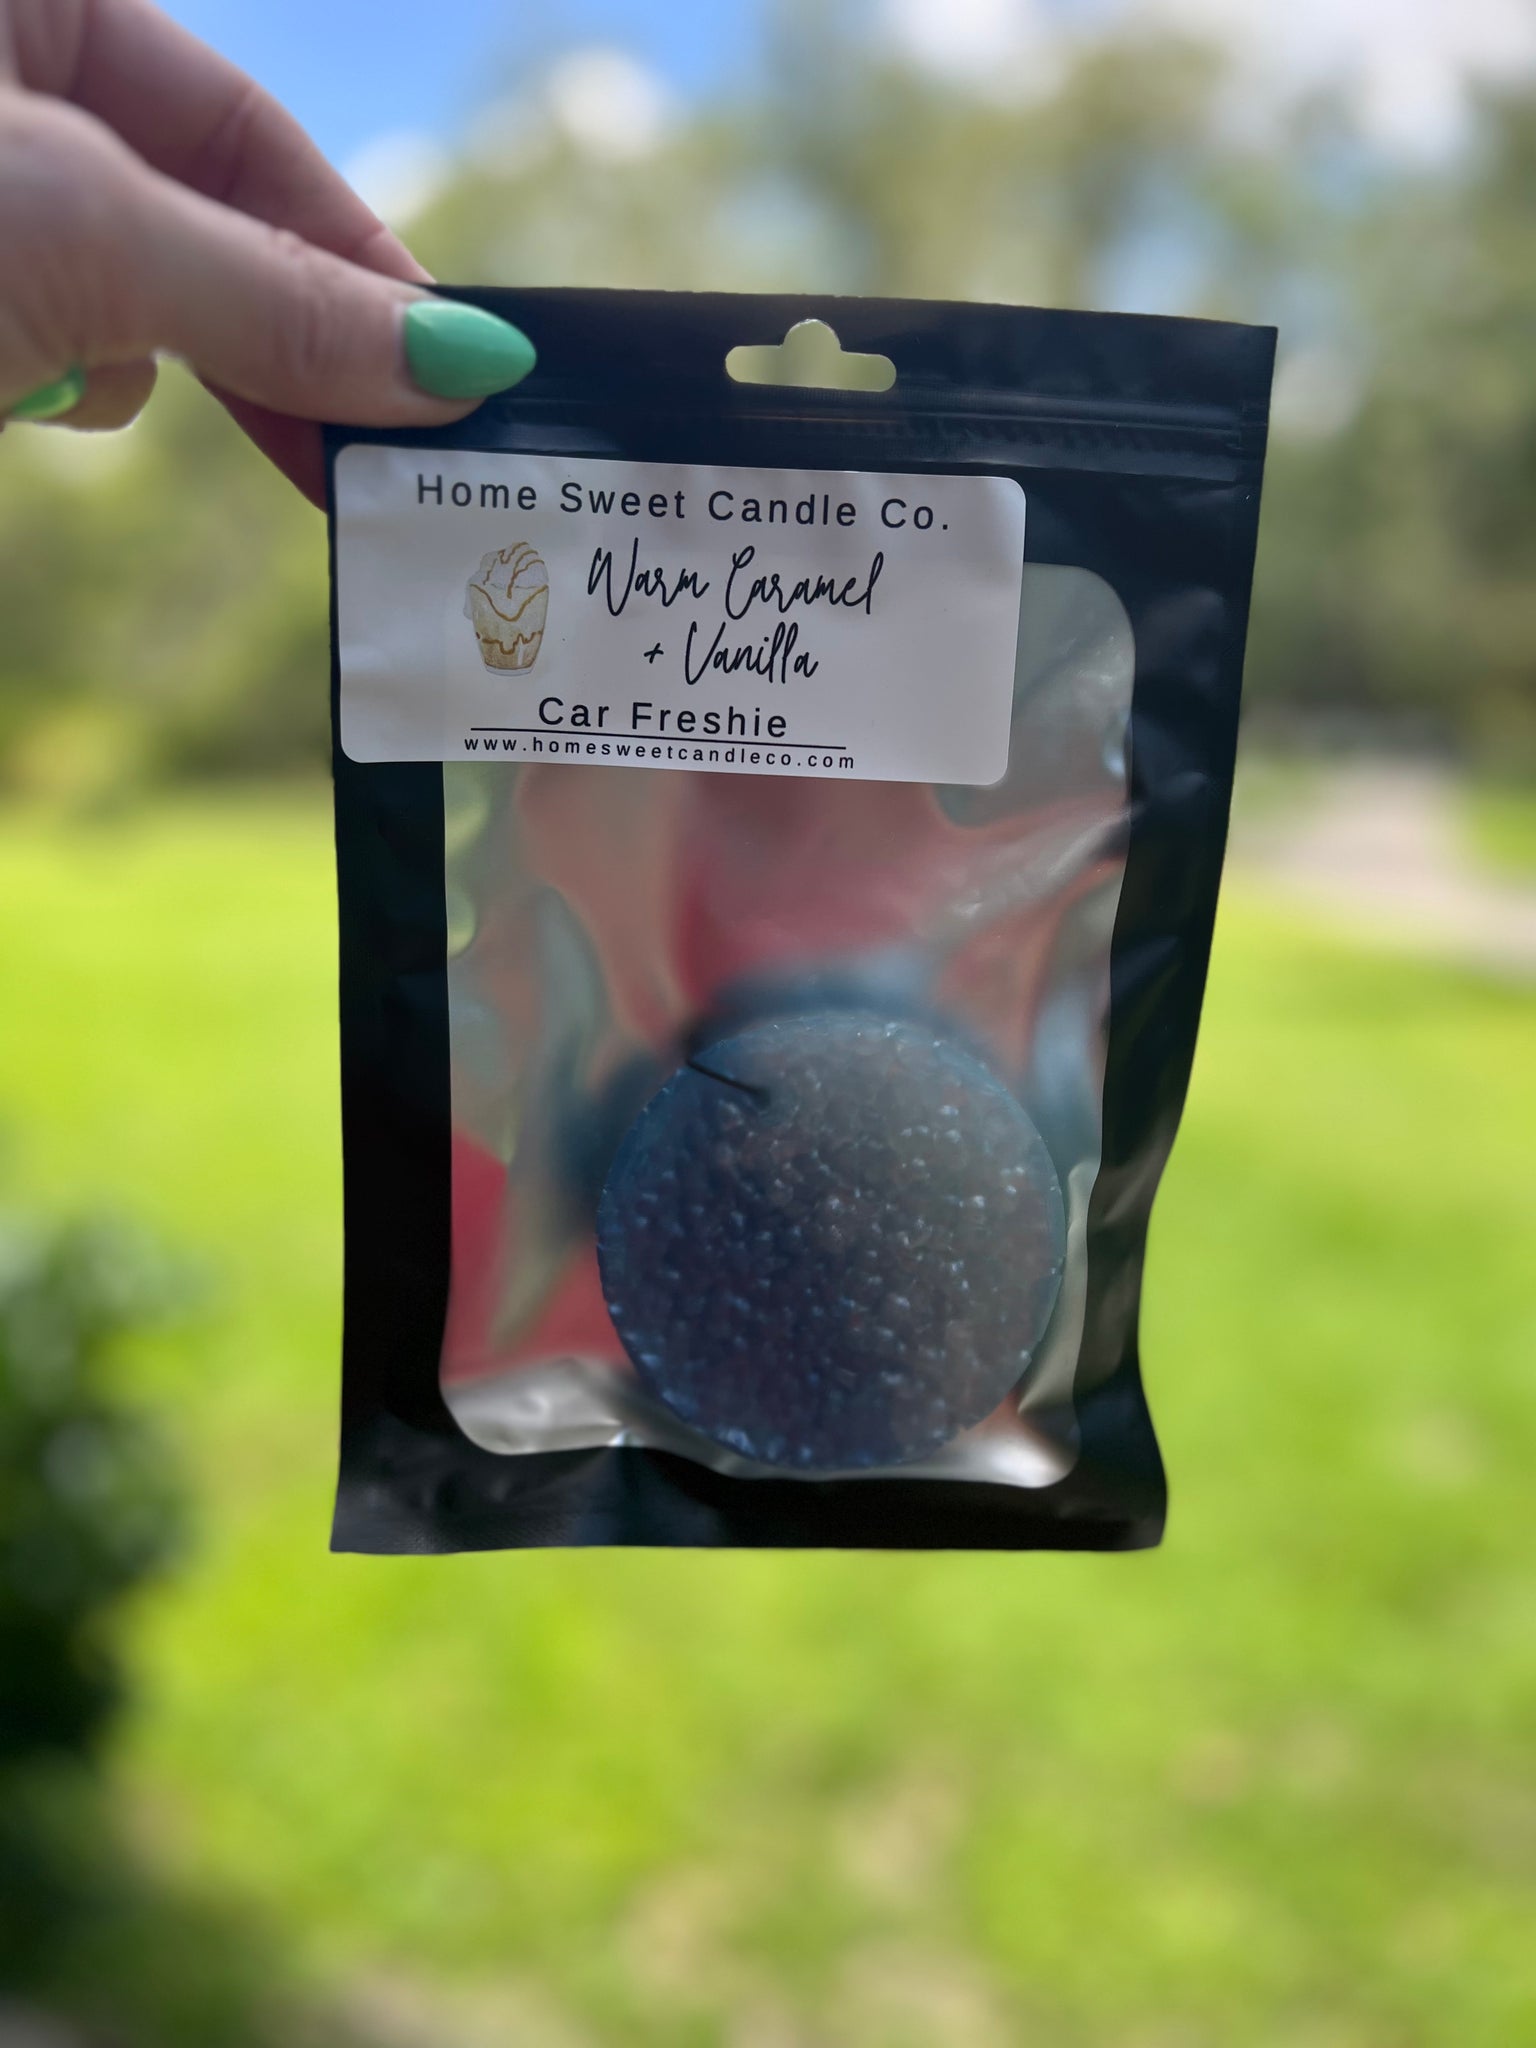 Home Sweet Candle Co.
Warm Caramel
+ Vanilla
Car Freshie
www.homesweetcandleco.com